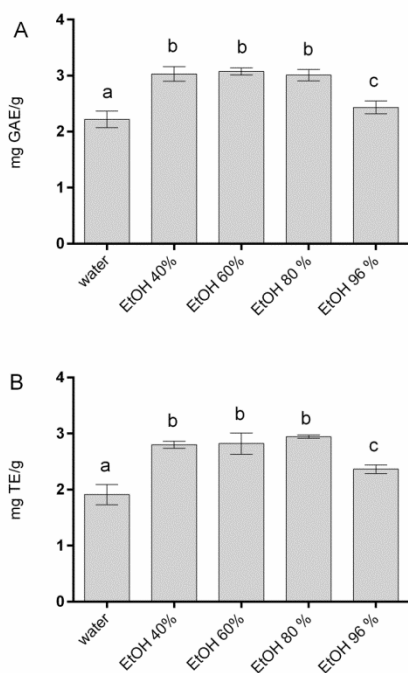 A
mg GAE/g
4
3
2
1
0
a
b
b
b
c
water
EtOH 40%
EtOH 60%
EtOH 80 %
EtOH 96 %
B
mg TE/g
4
3
2
1
0
a
b
b
b
c
water
EtOH 40%
EtOH 60%
EtOH 80 %
EtOH 96 %